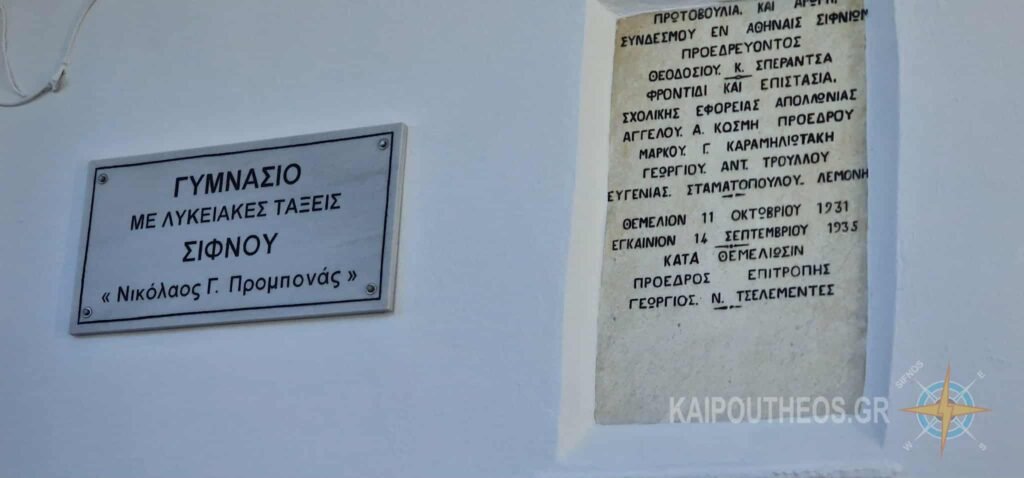 ΓΥΜΝΑΣΙΟ
ΜΕ ΛΥΚΕΙΑΚΕΣ ΤΑΞΕΙΣ
ΣΙΦΝΟΥ
« Νικόλαος Γ. Προμπονάς »
ΠΡΩΤΟΒΟΥΛΙΑ, ΚΑΙ ΑΡΩΓΗ,
ΣΥΝΔΕΣΜΟΥ ΕΝ ΑΘΗΝΑΙΣ ΣΙΦΝΙΩΝ
ΠΡΟΕΔΡΕΥΟΝΤΟΣ
ΘΕΟΔΟΣΙΟΥ. Κ. ΣΠΕΡΑΝΤΣΑ
ΦΡΟΝΤΙΔΙ ΚΑΙ ΕΠΙΣΤΑΣΙΑ,
ΣΧΟΛΙΚΗΣ ΕΦΟΡΕΙΑΣ ΑΠΟΛΛΩΝΙΑΣ
ΑΓΓΕΛΟΥ. Α. ΚΟΣΜΗ ΠΡΟΕΔΡΟΥ
ΜΑΡΚΟΥ. Γ. ΚΑΡΑΜΗΛΙΩΤΑΚΗ
ΓΕΩΡΓΙΟΥ. ΑΝΤ. ΤΡΟΥΛΛΟΥ
ΕΥΓΕΝΙΑΣ. ΣΤΑΜΑΤΟΠΟΥΛΟΥ. ΛΕΜΟΝΗ
ΘΕΜΕΛΙΟΝ 11 ΟΚΤΩΒΡΙΟΥ 1931
ΕΓΚΑΙΝΙΟΝ 14 ΣΕΠΤΕΜΒΡΙΟΥ 1935
ΚΑΤΑ ΘΕΜΕΛΙΩΣΙΝ
ΠΡΟΕΔΡΟΣ ΕΠΙΤΡΟΠΗΣ
ΓΕΩΡΓΙΟΣ. Ν. ΤΣΕΛΕΜΕΝΤΕΣ
KAIPOUTHEOS.GR
SIFNOS
E
W
S